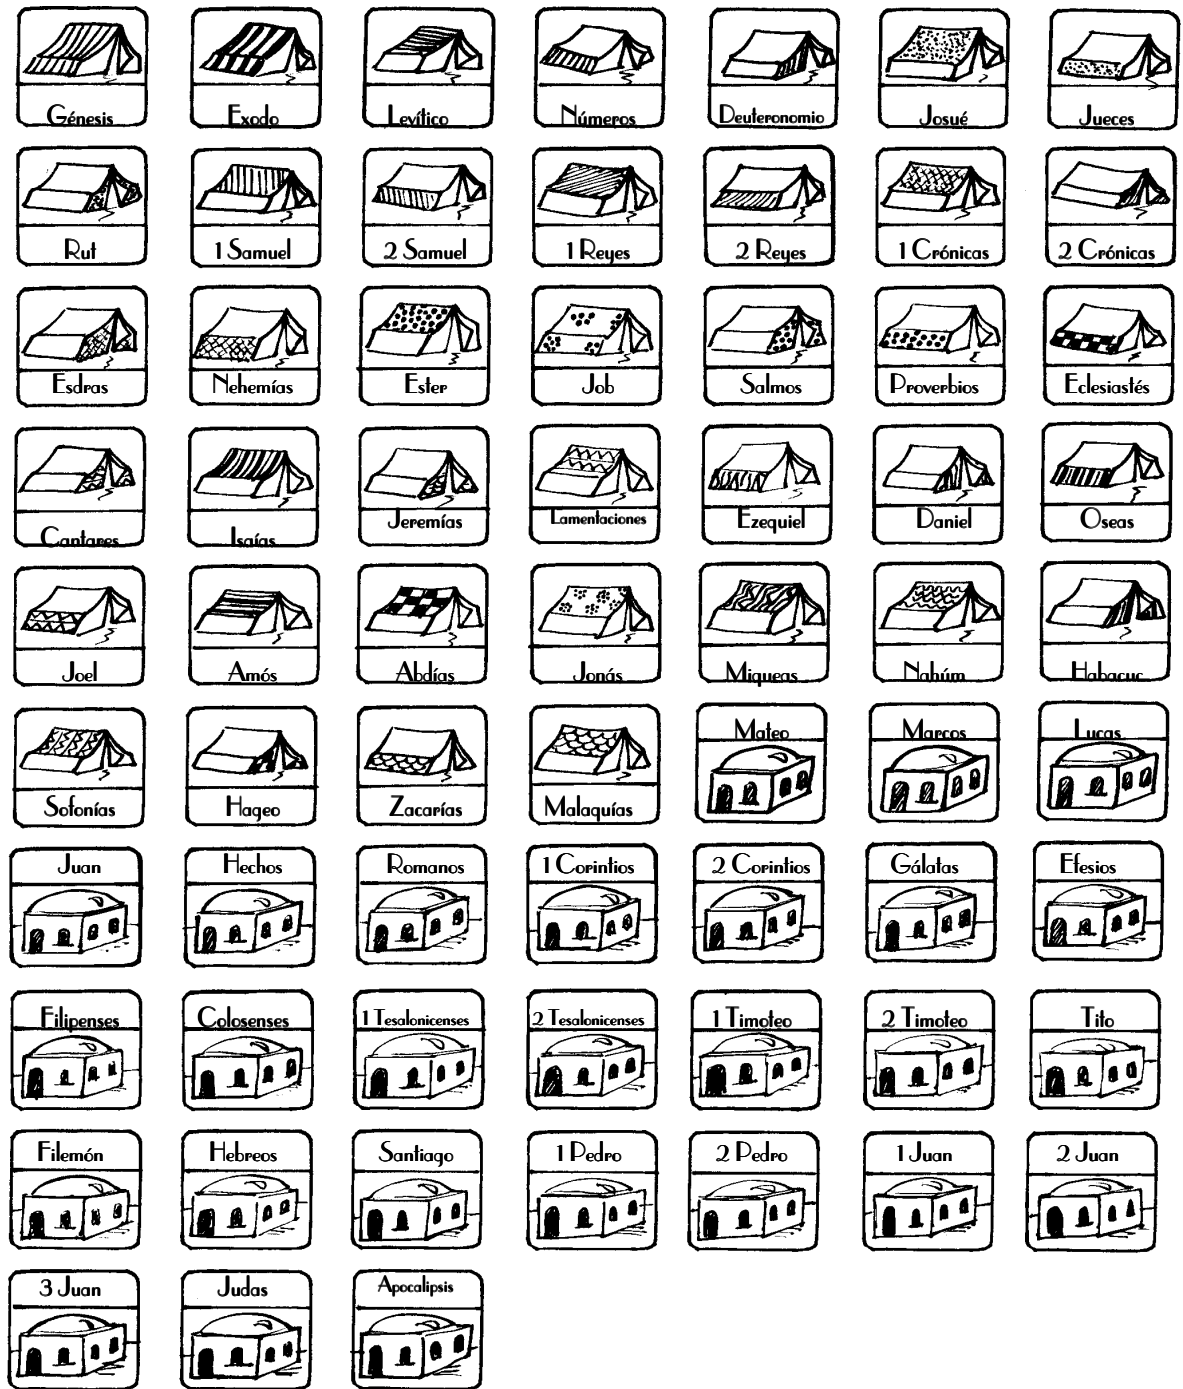 Génesis
Exodo
Levítico
Números
Deuteronomio
Josué
Jueces
Rut
1 Samuel
2 Samuel
1 Reyes
2 Reyes
1 Crónicas
2 Crónicas
Esdras
Nehemías
Ester
Job
Salmos
Proverbios
Eclesiastés
Cantares
Isaías
Jeremías
Lamentaciones
Ezequiel
Daniel
Oseas
Joel
Amós
Abdías
Jonás
Miqueas
Nahúm
Habacuc
Sofonías
Hageo
Zacarías
Malaquías
Mateo
Marcos
Lucas
Juan
Hechos
Romanos
1 Corintios
2 Corintios
Gálatas
Efesios
Filipenses
Colosenses
1 Tesalonicenses
2 Tesalonicenses
1 Timoteo
2 Timoteo
Tito
Filemón
Hebreos
Santiago
1 Pedro
2 Pedro
1 Juan
2 Juan
3 Juan
Judas
Apocalipsis